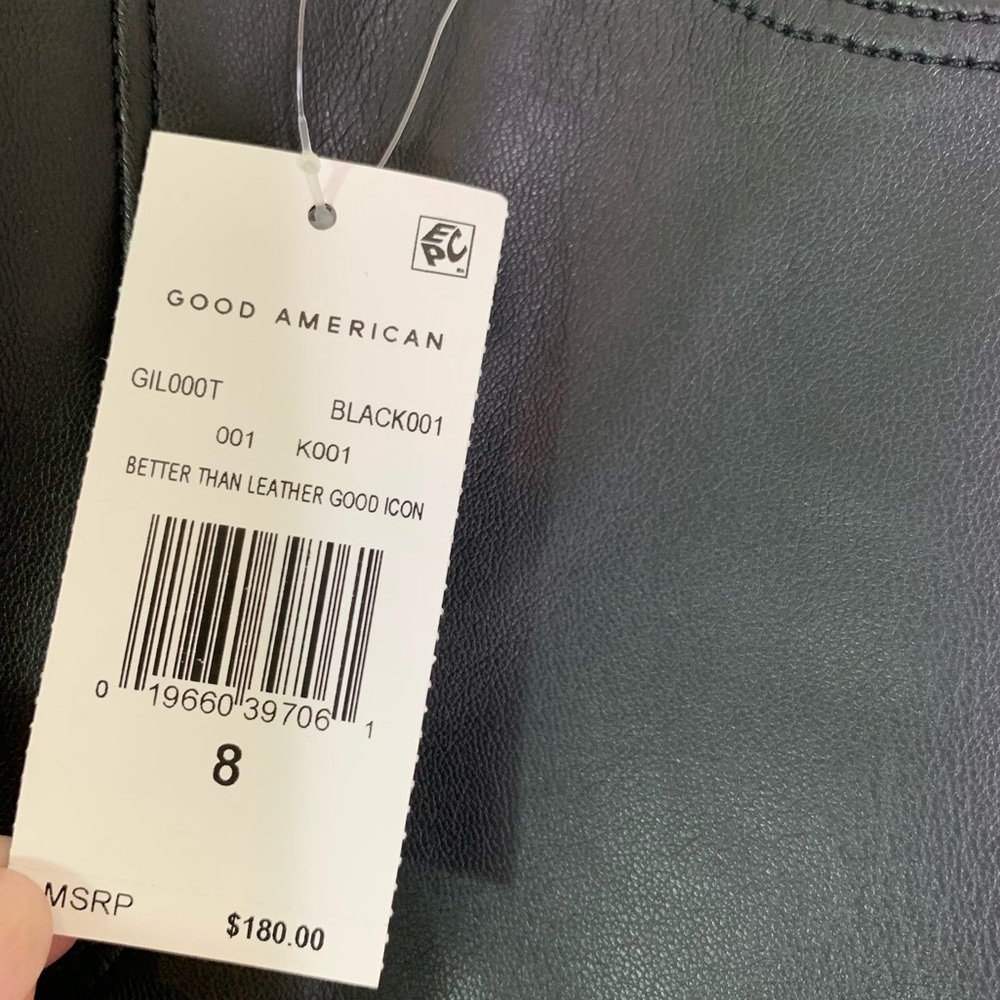 EPC
GOOD AMERICAN
GIL000T
BLACK001
001 K001
BETTER THAN LEATHER GOOD ICON
0 19660 39706 1
8
MSRP
$180.00